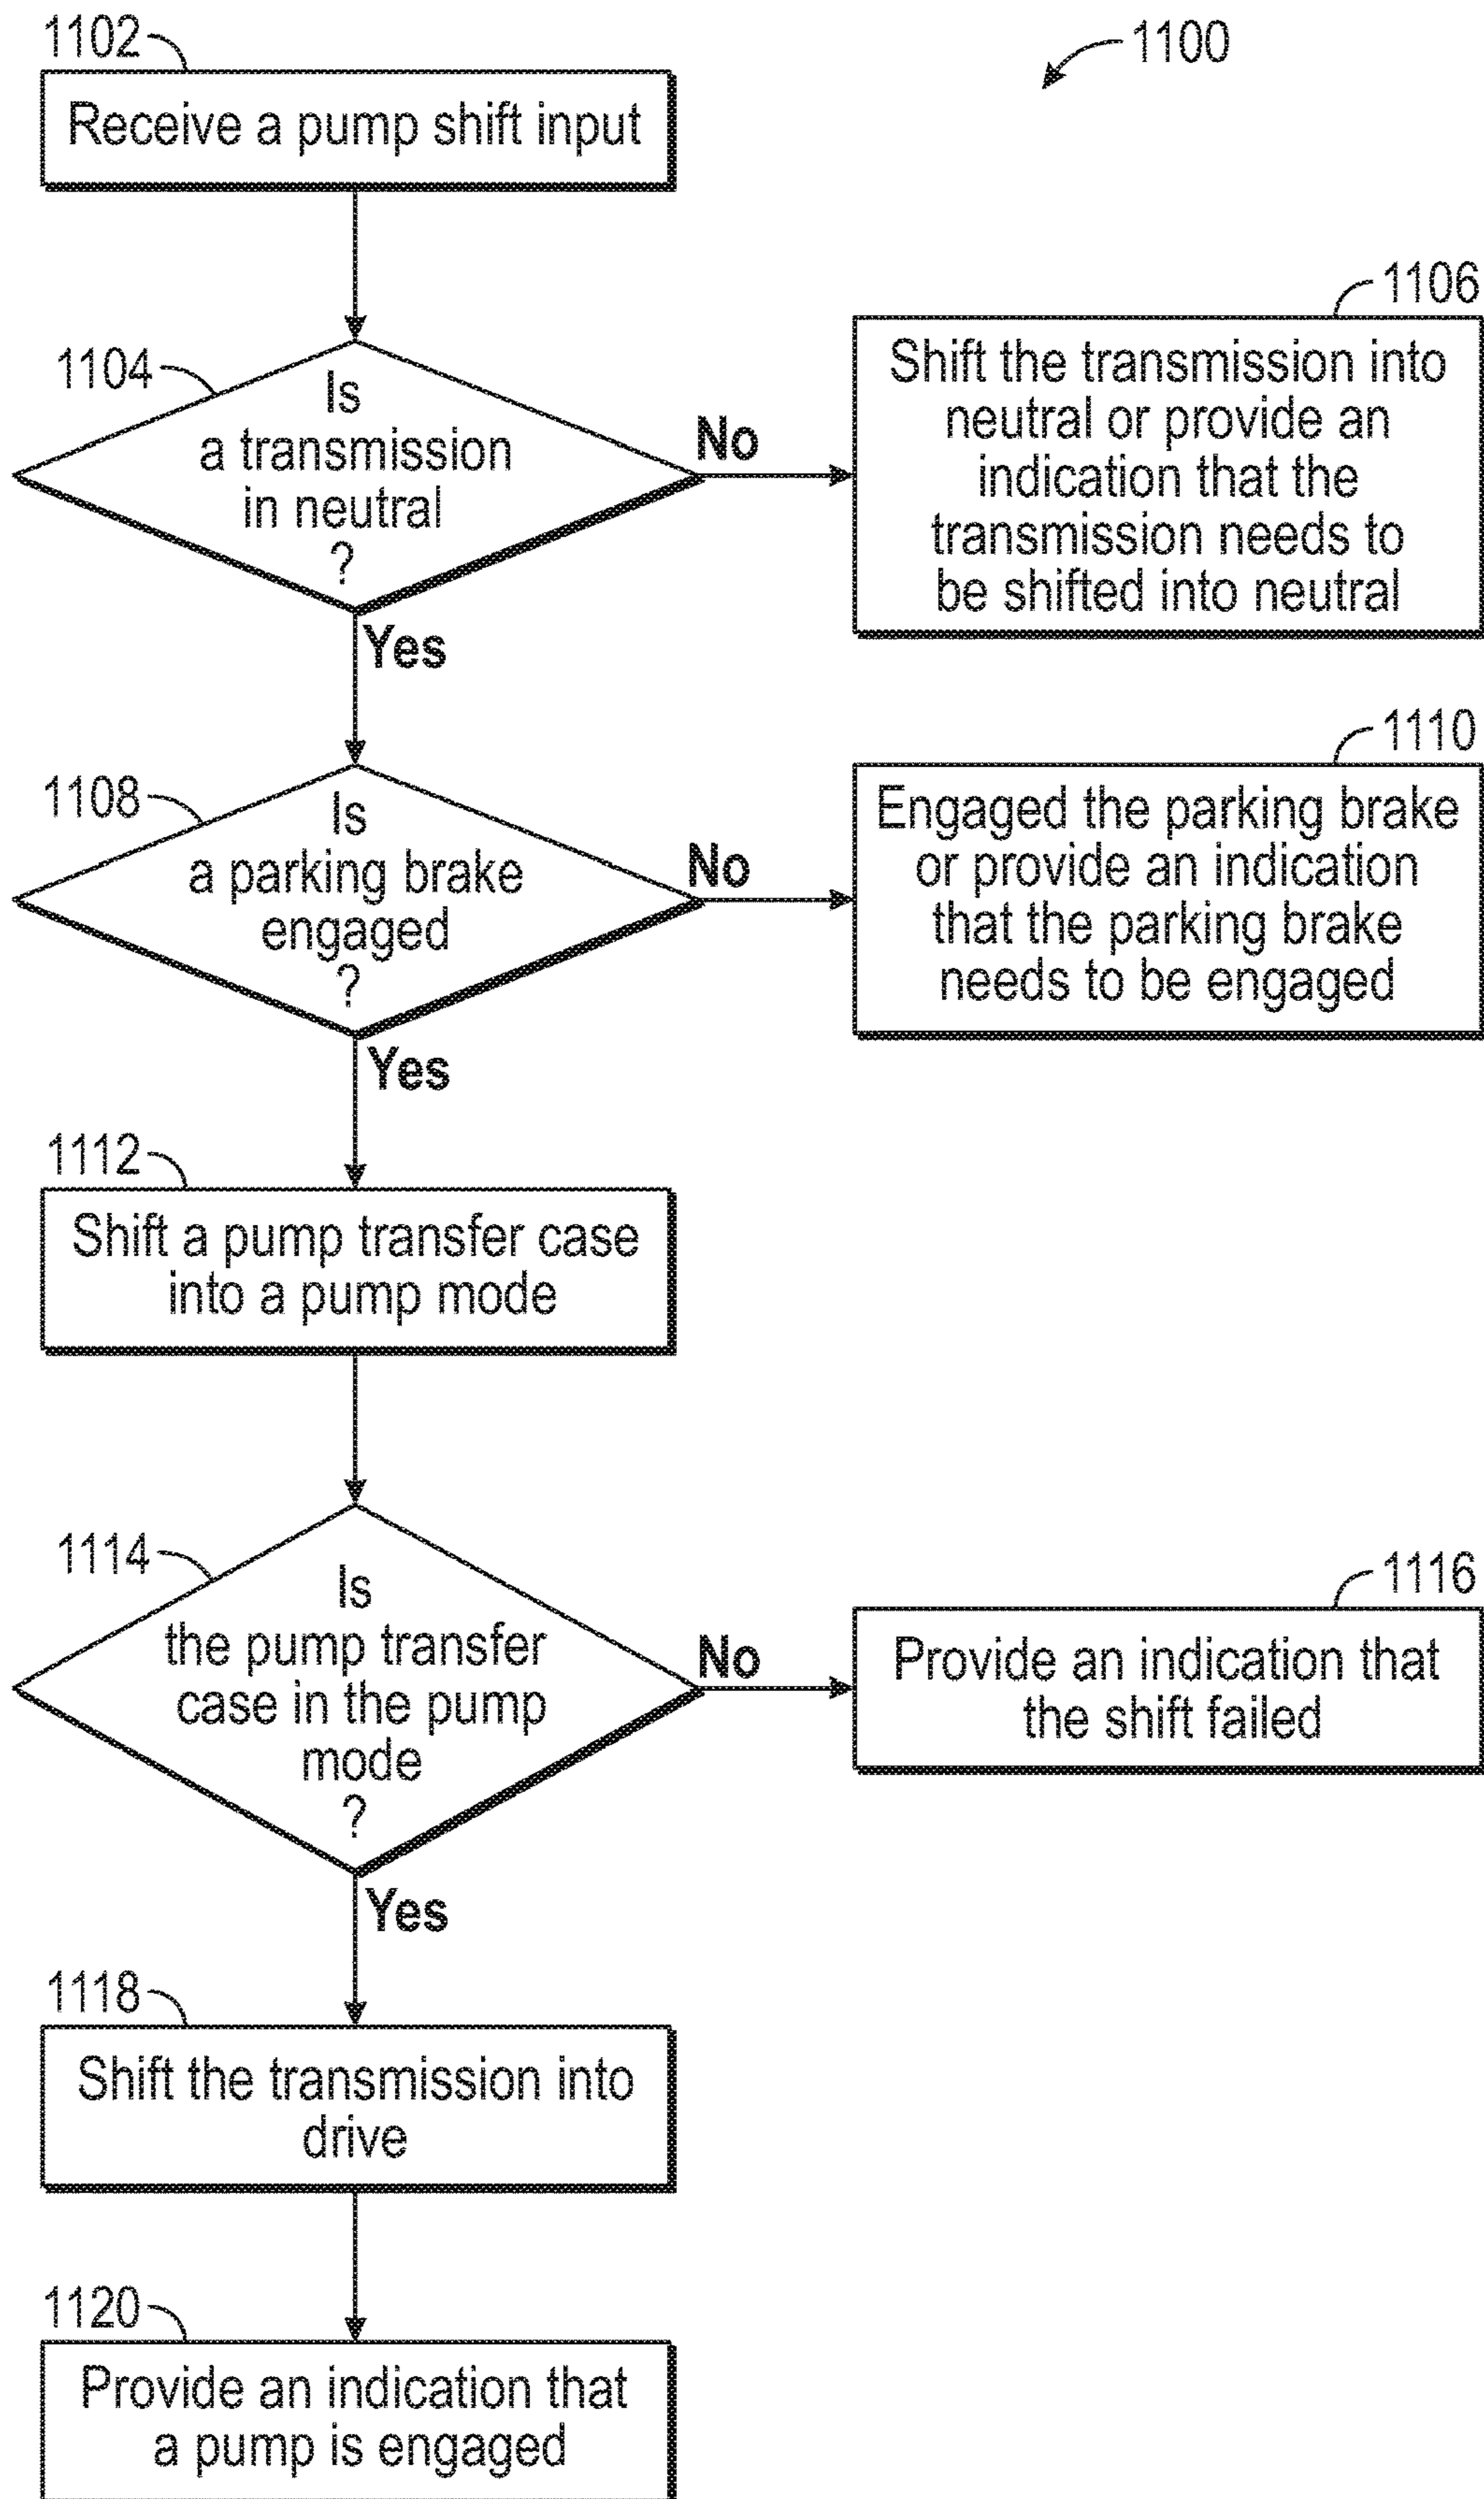 1102
1100
Receive a pump shift input
1104
Is
a transmission
in neutral
?
No
Yes
1106
Shift the transmission into
neutral or provide an
indication that the
transmission needs to
be shifted into neutral
1108
Is
a parking brake
engaged
?
No
Yes
1110
Engaged the parking brake
or provide an indication
that the parking brake
needs to be engaged
1112
Shift a pump transfer case
into a pump mode
1114
Is
the pump transfer
case in the pump
mode
?
No
Yes
1116
Provide an indication that
the shift failed
1118
Shift the transmission into
drive
1120
Provide an indication that
a pump is engaged